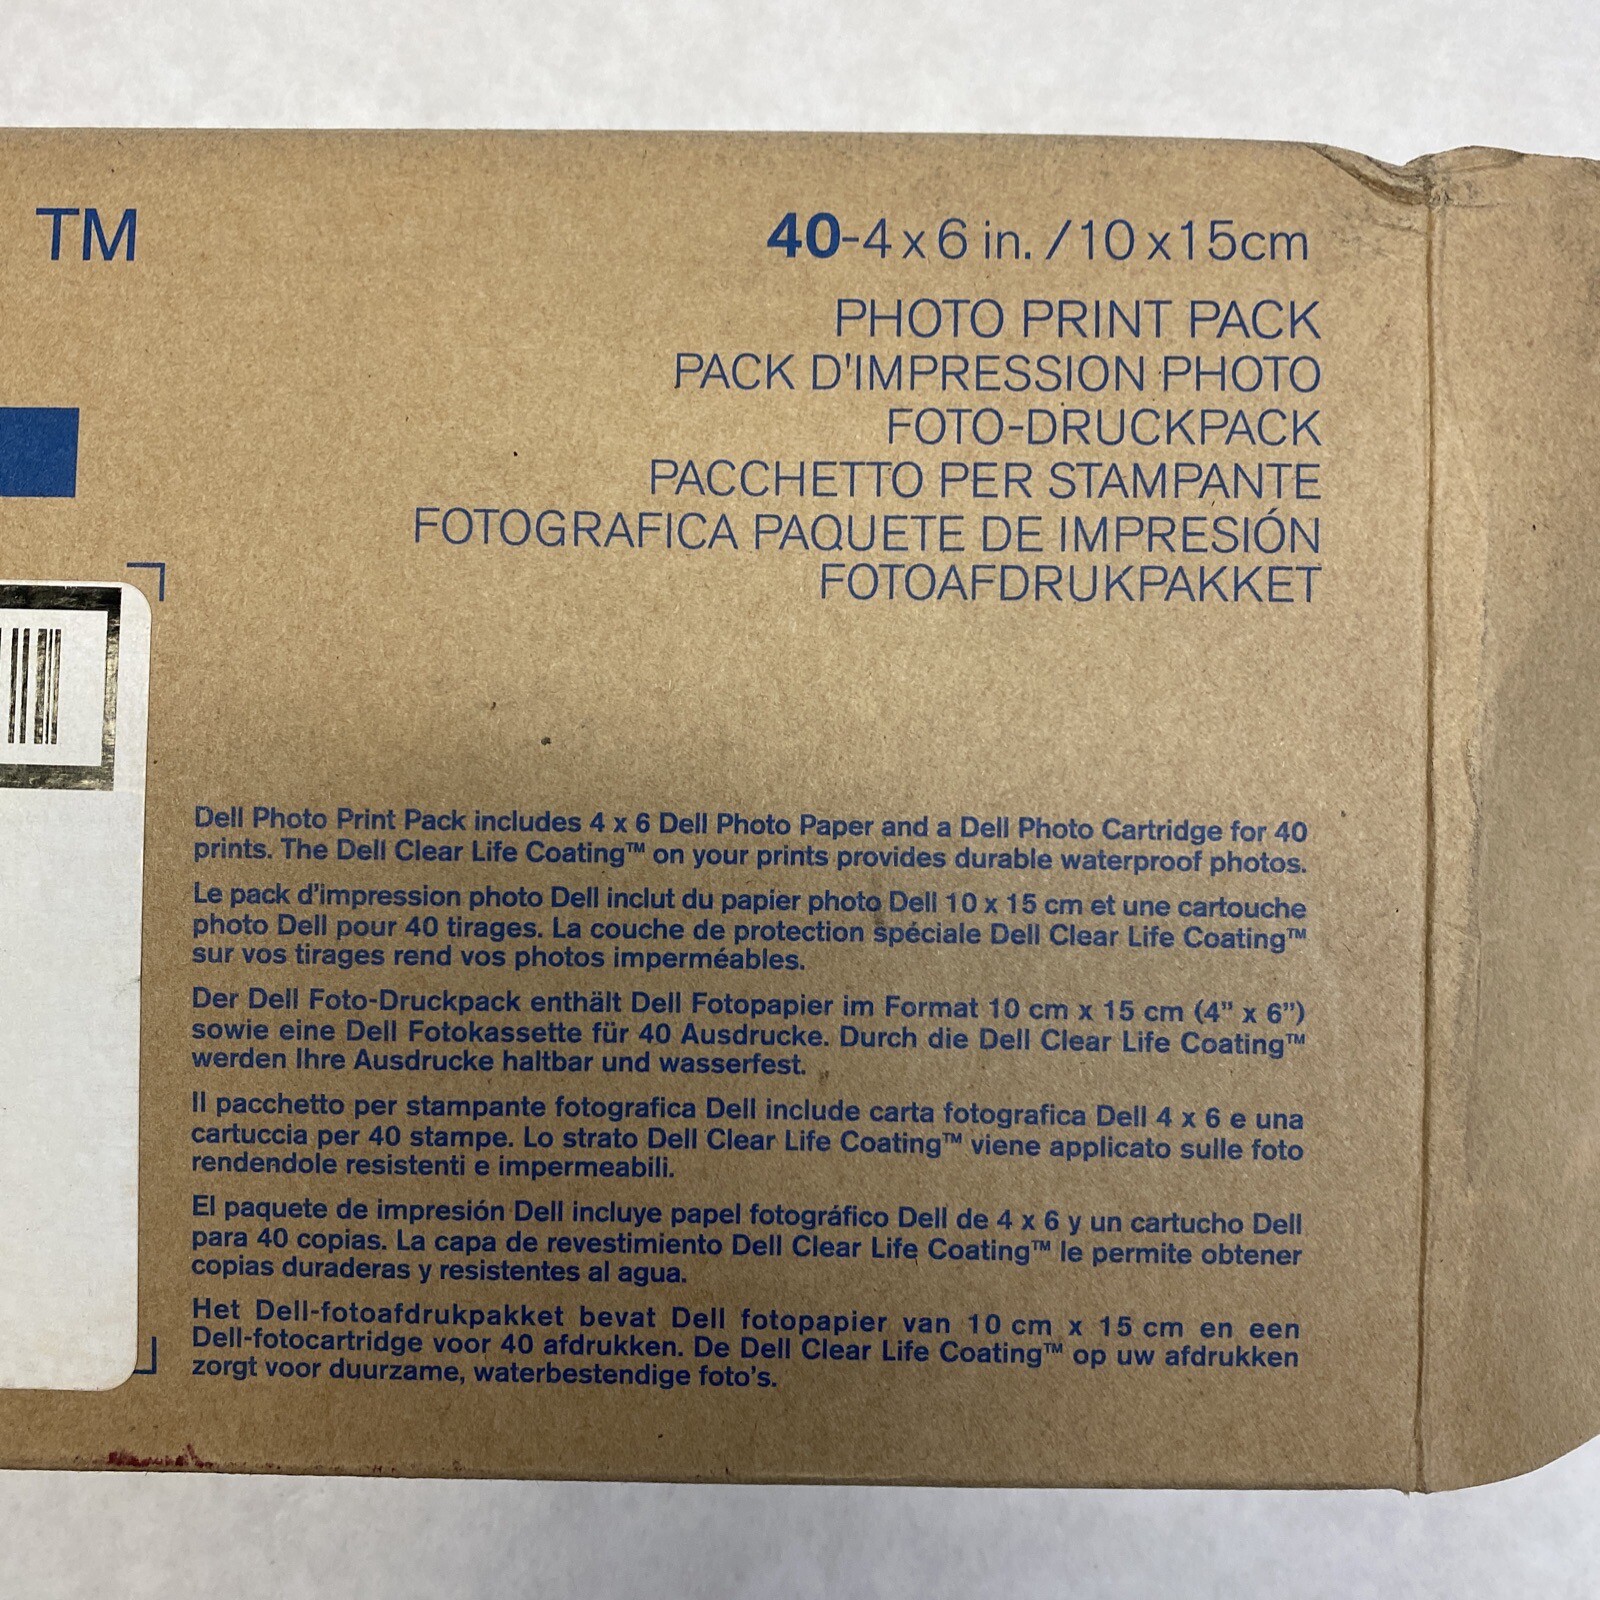 TM
40-4 x 6 in. / 10 x 15cm
PHOTO PRINT PACK
PACK D'IMPRESSION PHOTO
FOTO-DRUCKPACK
PACCHETTO PER STAMPANTE
FOTOGRAFICA PAQUETE DE IMPRESIÓN
FOTOAFDRUKPAKKET
Dell Photo Print Pack includes 4 x 6 Dell Photo Paper and a Dell Photo Cartridge for 40
prints. The Dell Clear Life Coating™ on your prints provides durable waterproof photos.
Le pack d'impression photo Dell inclut du papier photo Dell 10 x 15 cm et une cartouche
photo Dell pour 40 tirages. La couche de protection spéciale Dell Clear Life Coating™
sur vos tirages rend vos photos imperméables.
Der Dell Foto-Druckpack enthält Dell Fotopapier im Format 10 cm x 15 cm (4” x 6”)
sowie eine Dell Fotokassette für 40 Ausdrucke. Durch die Dell Clear Life Coating™
werden Ihre Ausdrucke haltbar und wasserfest.
Il pacchetto per stampante fotografica Dell include carta fotografica Dell 4 x 6 e una
cartuccia per 40 stampe. Lo strato Dell Clear Life Coating™ viene applicato sulle foto
rendendole resistenti e impermeabili.
El paquete de impresión Dell incluye papel fotográfico Dell de 4 x 6 y un cartucho Dell
para 40 copias. La capa de revestimiento Dell Clear Life Coating™ le permite obtener
copias duraderas y resistentes al agua.
Het Dell-fotoafdrukpakket bevat Dell fotopapier van 10 cm x 15 cm en een
Dell-fotocartridge voor 40 afdrukken. De Dell Clear Life Coating™ op uw afdrukken
zorgt voor duurzame, waterbestendige foto's.